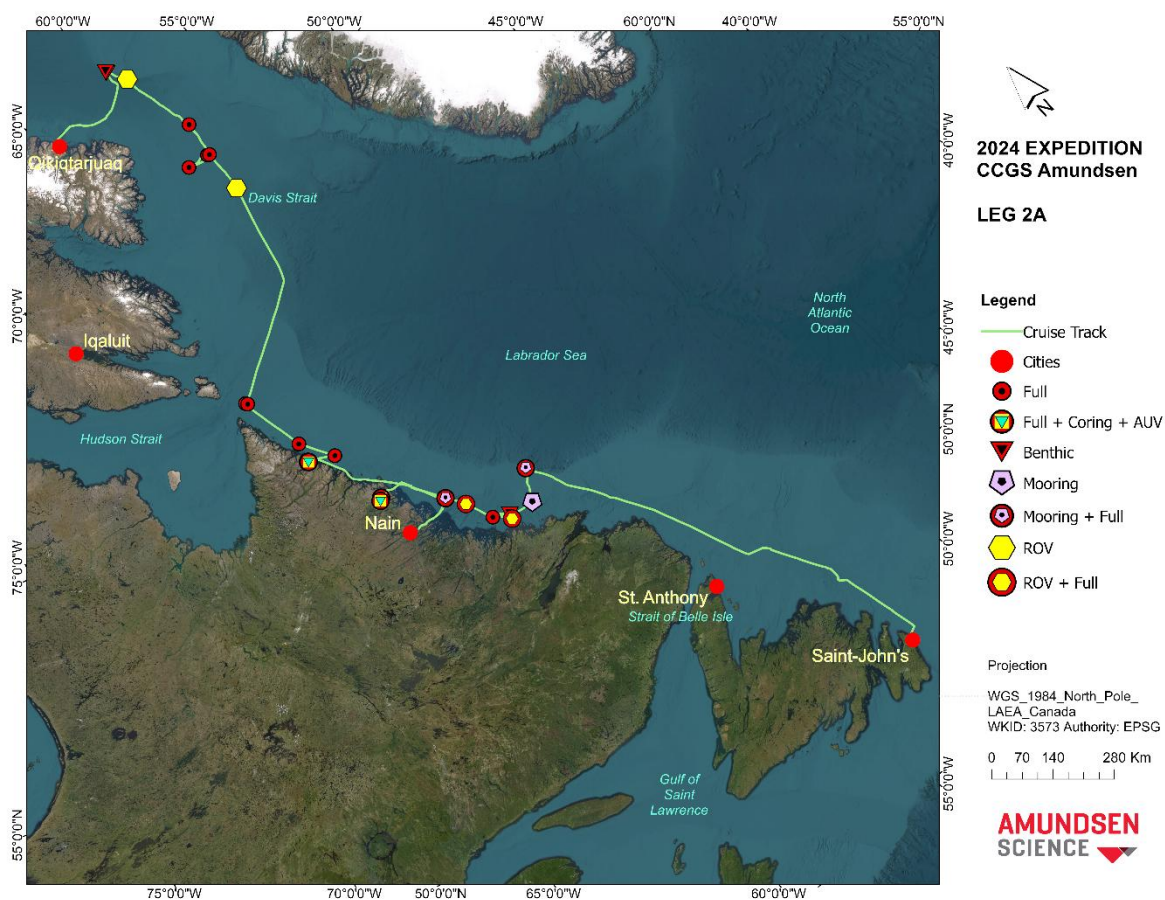 60°0'0"W 55°0'0"W 50°0'0"W 45°0'0"W 60°0'0"W 40°0'0"W 55°0'0"W
65°0'0"W
70°0'0"W
75°0'0"W
55°0'0"W
40°0'0"W
45°0'0"W
50°0'0"W
55°0'0"W
75°0'0"W 70°0'0"W 50°0'0"W 65°0'0"W 60°0'0"W
Qikiqtarjuaq
Davis Strait
Iqaluit
North
Atlantic
Ocean
Labrador Sea
Hudson Strait
Nain
St. Anthony
Strait of Belle Isle
Saint-John's
Gulf of
Saint
Lawrence
N
2024 EXPEDITION
CCGS Amundsen
LEG 2A
Legend
Cruise Track
Cities
Full
Full + Coring + AUV
Benthic
Mooring
Mooring + Full
ROV
ROV + Full
Projection
WGS_1984_North_Pole_
LAEA_Canada
WKID: 3573 Authority: EPSG
0 70 140 280 Km
AMUNDSEN
SCIENCE